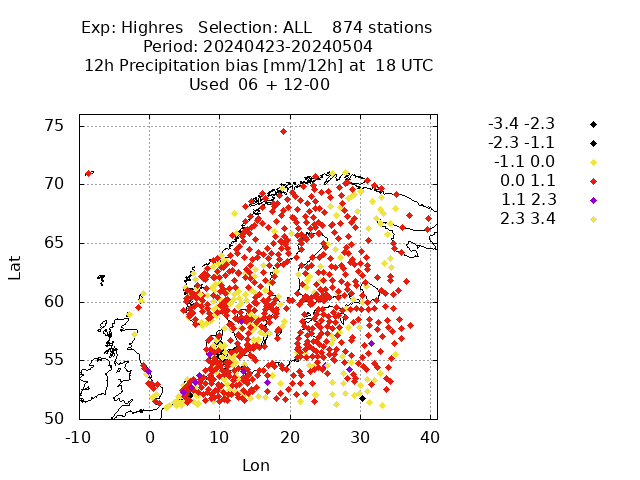 Exp: Highres   Selection: ALL    874 stations
Period: 20240423-20240504
12h Precipitation bias [mm/12h] at  18 UTC
Used  06 + 12-00
-3.4 -2.3
-2.3 -1.1
-1.1 0.0
0.0 1.1
1.1 2.3
2.3 3.4
75
70
65
60
55
50
Lat
-10 0 10 20 30 40
Lon